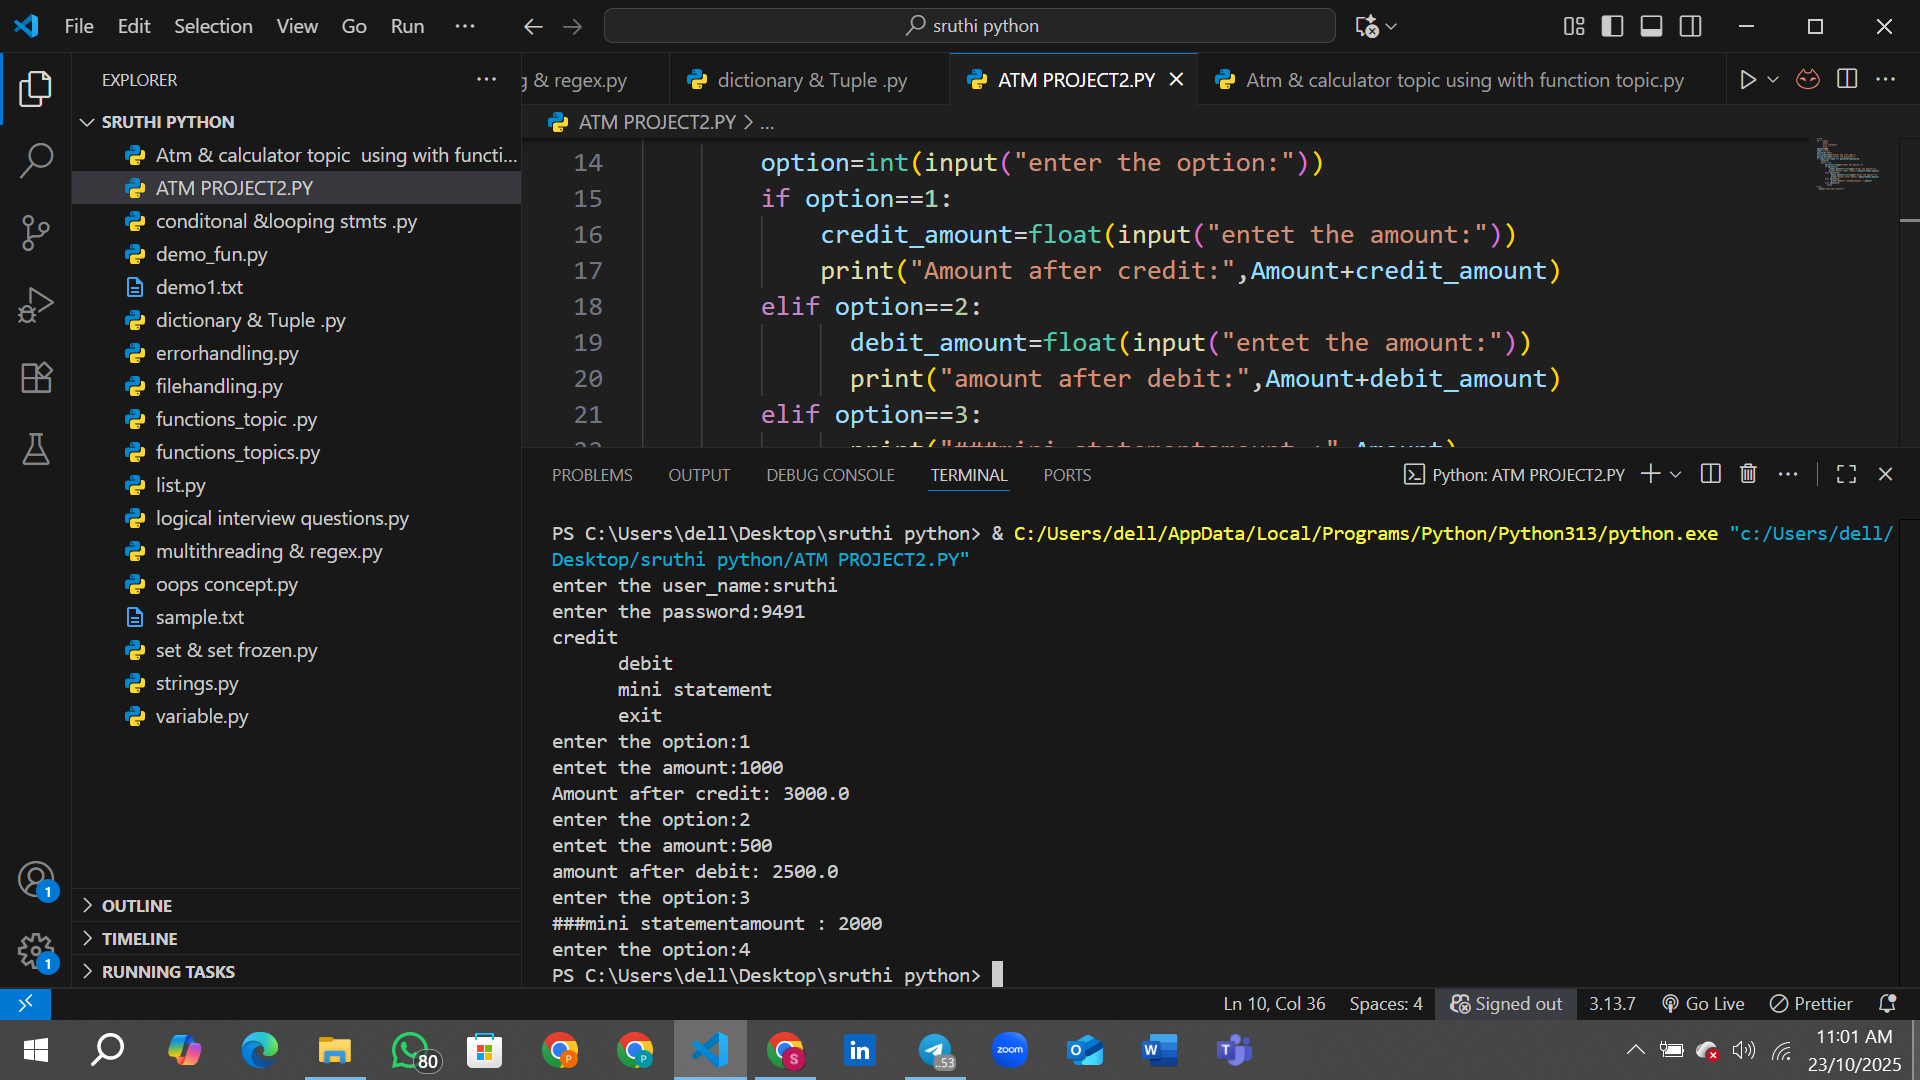 File Edit Selection View Go Run ··· sruthi python
EXPLORER
SRUTHI PYTHON
Atm & calculator topic  using with functi...
ATM PROJECT2.PY
conditonal &looping stmts .py
demo_fun.py
demo1.txt
dictionary & Tuple .py
errorhandling.py
filehandling.py
functions_topic .py
functions_topics.py
list.py
logical interview questions.py
multithreading & regex.py
oops concept.py
sample.txt
set & set frozen.py
strings.py
variable.py
1
1
OUTLINE
TIMELINE
RUNNING TASKS
g & regex.py dictionary & Tuple .py ATM PROJECT2.PY Atm & calculator topic using with function topic.py
ATM PROJECT2.PY > ...
14 option=int(input("enter the option:"))
15 if option==1:
16 credit_amount=float(input("entet the amount:"))
17 print("Amount after credit:",Amount+credit_amount)
18 elif option==2:
19 debit_amount=float(input("entet the amount:"))
20 print("amount after debit:",Amount+debit_amount)
21 elif option==3:
22 print("###mini statementamount :",Amount)
PROBLEMS OUTPUT DEBUG CONSOLE TERMINAL PORTS Python: ATM PROJECT2.PY
PS C:\Users\dell\Desktop\sruthi python> & C:/Users/dell/AppData/Local/Programs/Python/Python313/python.exe "c:/Users/dell/
Desktop/sruthi python/ATM PROJECT2.PY"
enter the user_name:sruthi
enter the password:9491
credit
debit
mini statement
exit
enter the option:1
entet the amount:1000
Amount after credit: 3000.0
enter the option:2
entet the amount:500
amount after debit: 2500.0
enter the option:3
###mini statementamount : 2000
enter the option:4
PS C:\Users\dell\Desktop\sruthi python>
Ln 10, Col 36 Spaces: 4 Signed out 3.13.7 Go Live Prettier
80 P P S in ..53 zoom O W T
11:01 AM
23/10/2025